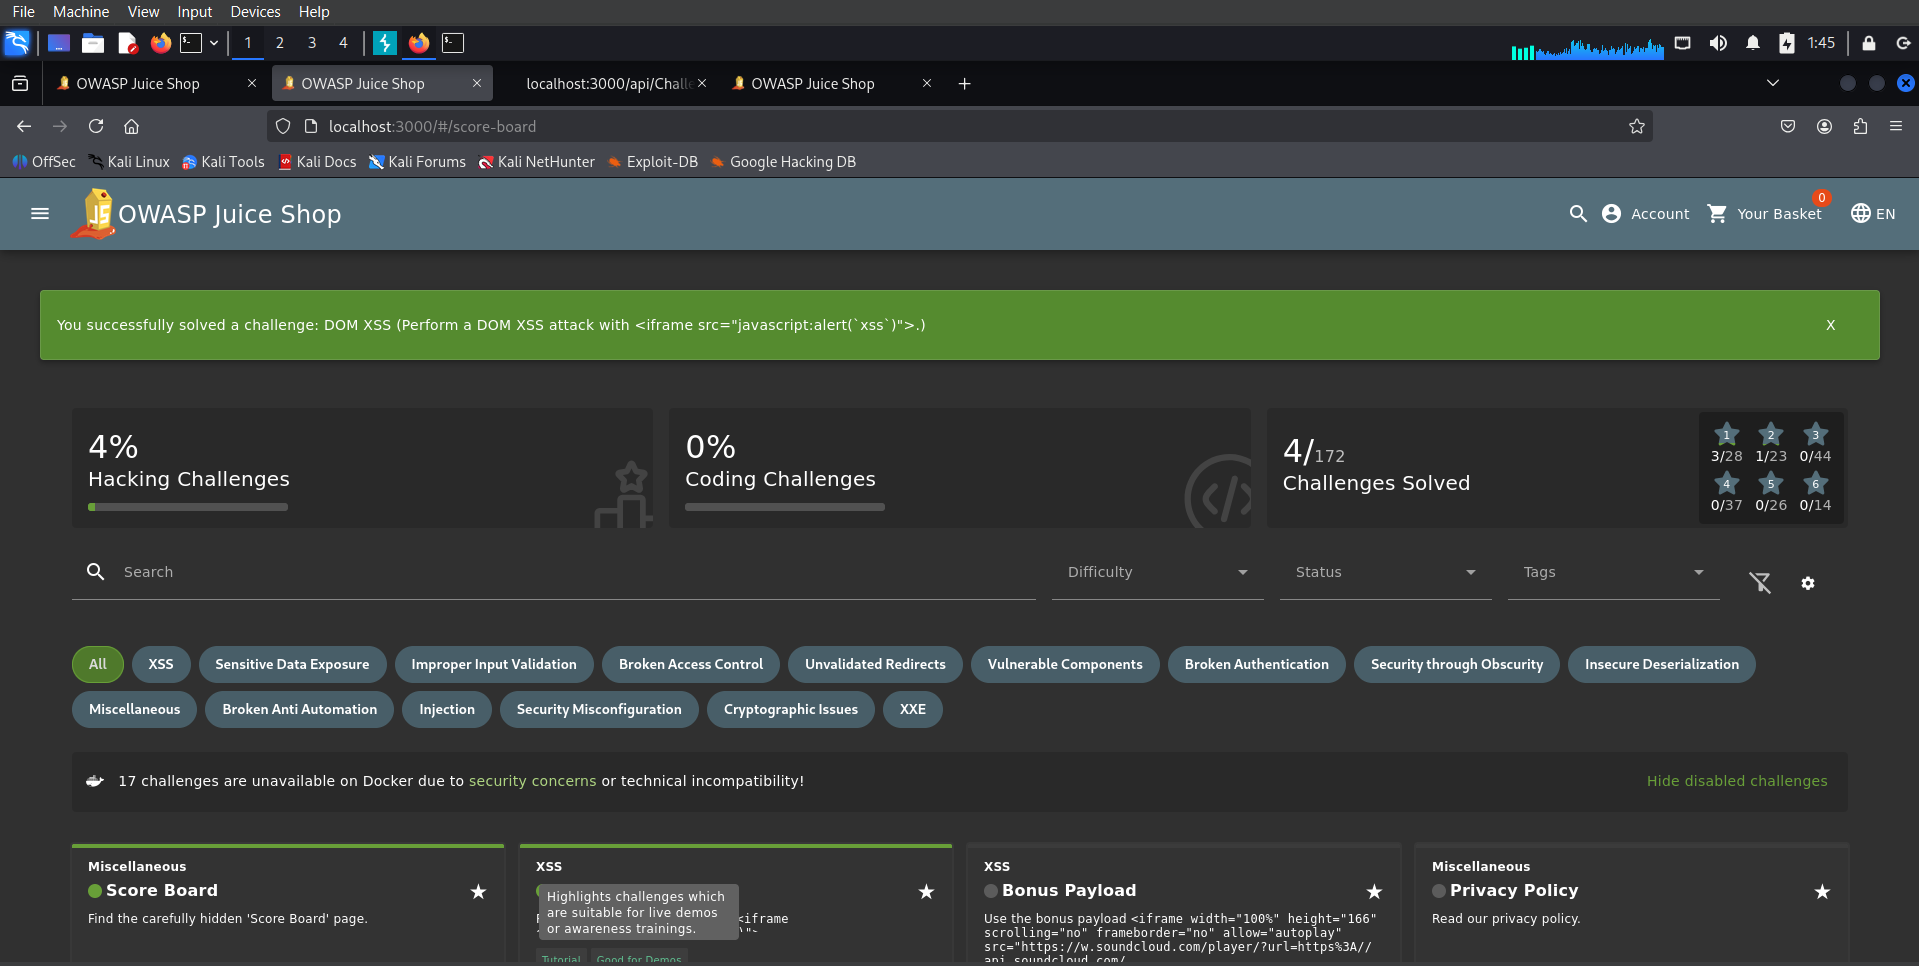 File Machine View Input Devices Help
1 2 3 4 1:45
OWASP Juice Shop OWASP Juice Shop localhost:3000/api/Challe OWASP Juice Shop
localhost:3000/#/score-board
OffSec Kali Linux Kali Tools Kali Docs Kali Forums Kali NetHunter Exploit-DB Google Hacking DB
OWASP Juice Shop Account Your Basket 0 EN
You successfully solved a challenge: DOM XSS (Perform a DOM XSS attack with <iframe src="javascript:alert(`xss`)">.) X
4%
Hacking Challenges
0%
Coding Challenges
4/172
Challenges Solved
1 2 3
3/28 1/23 0/44
4 5 6
0/37 0/26 0/14
Search Difficulty Status Tags
All XSS Sensitive Data Exposure Improper Input Validation Broken Access Control Unvalidated Redirects Vulnerable Components Broken Authentication Security through Obscurity Insecure Deserialization
Miscellaneous Broken Anti Automation Injection Security Misconfiguration Cryptographic Issues XXE
17 challenges are unavailable on Docker due to security concerns or technical incompatibility! Hide disabled challenges
Miscellaneous
Score Board
Find the carefully hidden 'Score Board' page.
XSS
Highlights challenges which
are suitable for live demos
or awareness trainings.
<iframe
Tutorial Good for Demos
XSS
Bonus Payload
Use the bonus payload <iframe width="100%" height="166"
scrolling="no" frameborder="no" allow="autoplay"
src="https://w.soundcloud.com/player/?url=https%3A//
api.soundcloud.com/
Miscellaneous
Privacy Policy
Read our privacy policy.